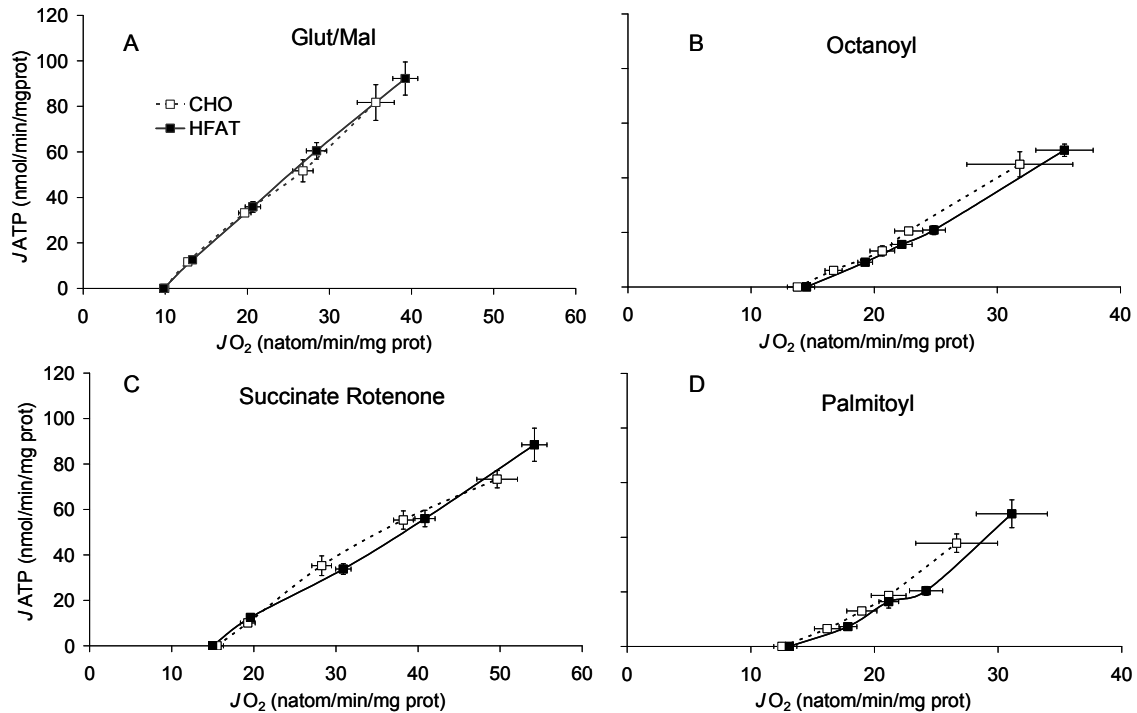 A
Glut/Mal
CHO
HFAT
JATP (nmol/min/mgprot)
120
100
80
60
40
20
0
0 10 20 30 40 50 60
JO₂ (natom/min/mg prot)
B
Octanoyl
0 10 20 30 40
JO₂ (natom/min/mg prot)
C
Succinate Rotenone
JATP (nmol/min/mg prot)
120
100
80
60
40
20
0
0 10 20 30 40 50 60
JO₂ (natom/min/mg prot)
D
Palmitoyl
0 10 20 30 40
JO₂ (natom/min/mg prot)